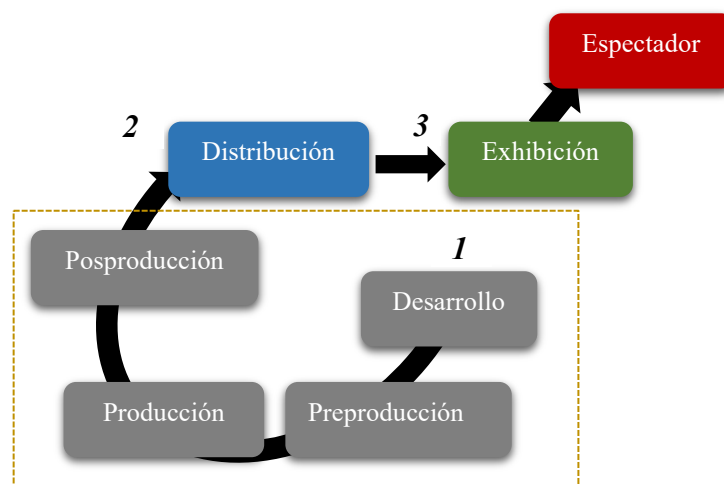 Espectador
2
Distribución
3
Exhibición
Posproducción
1
Desarrollo
Producción
Preproducción